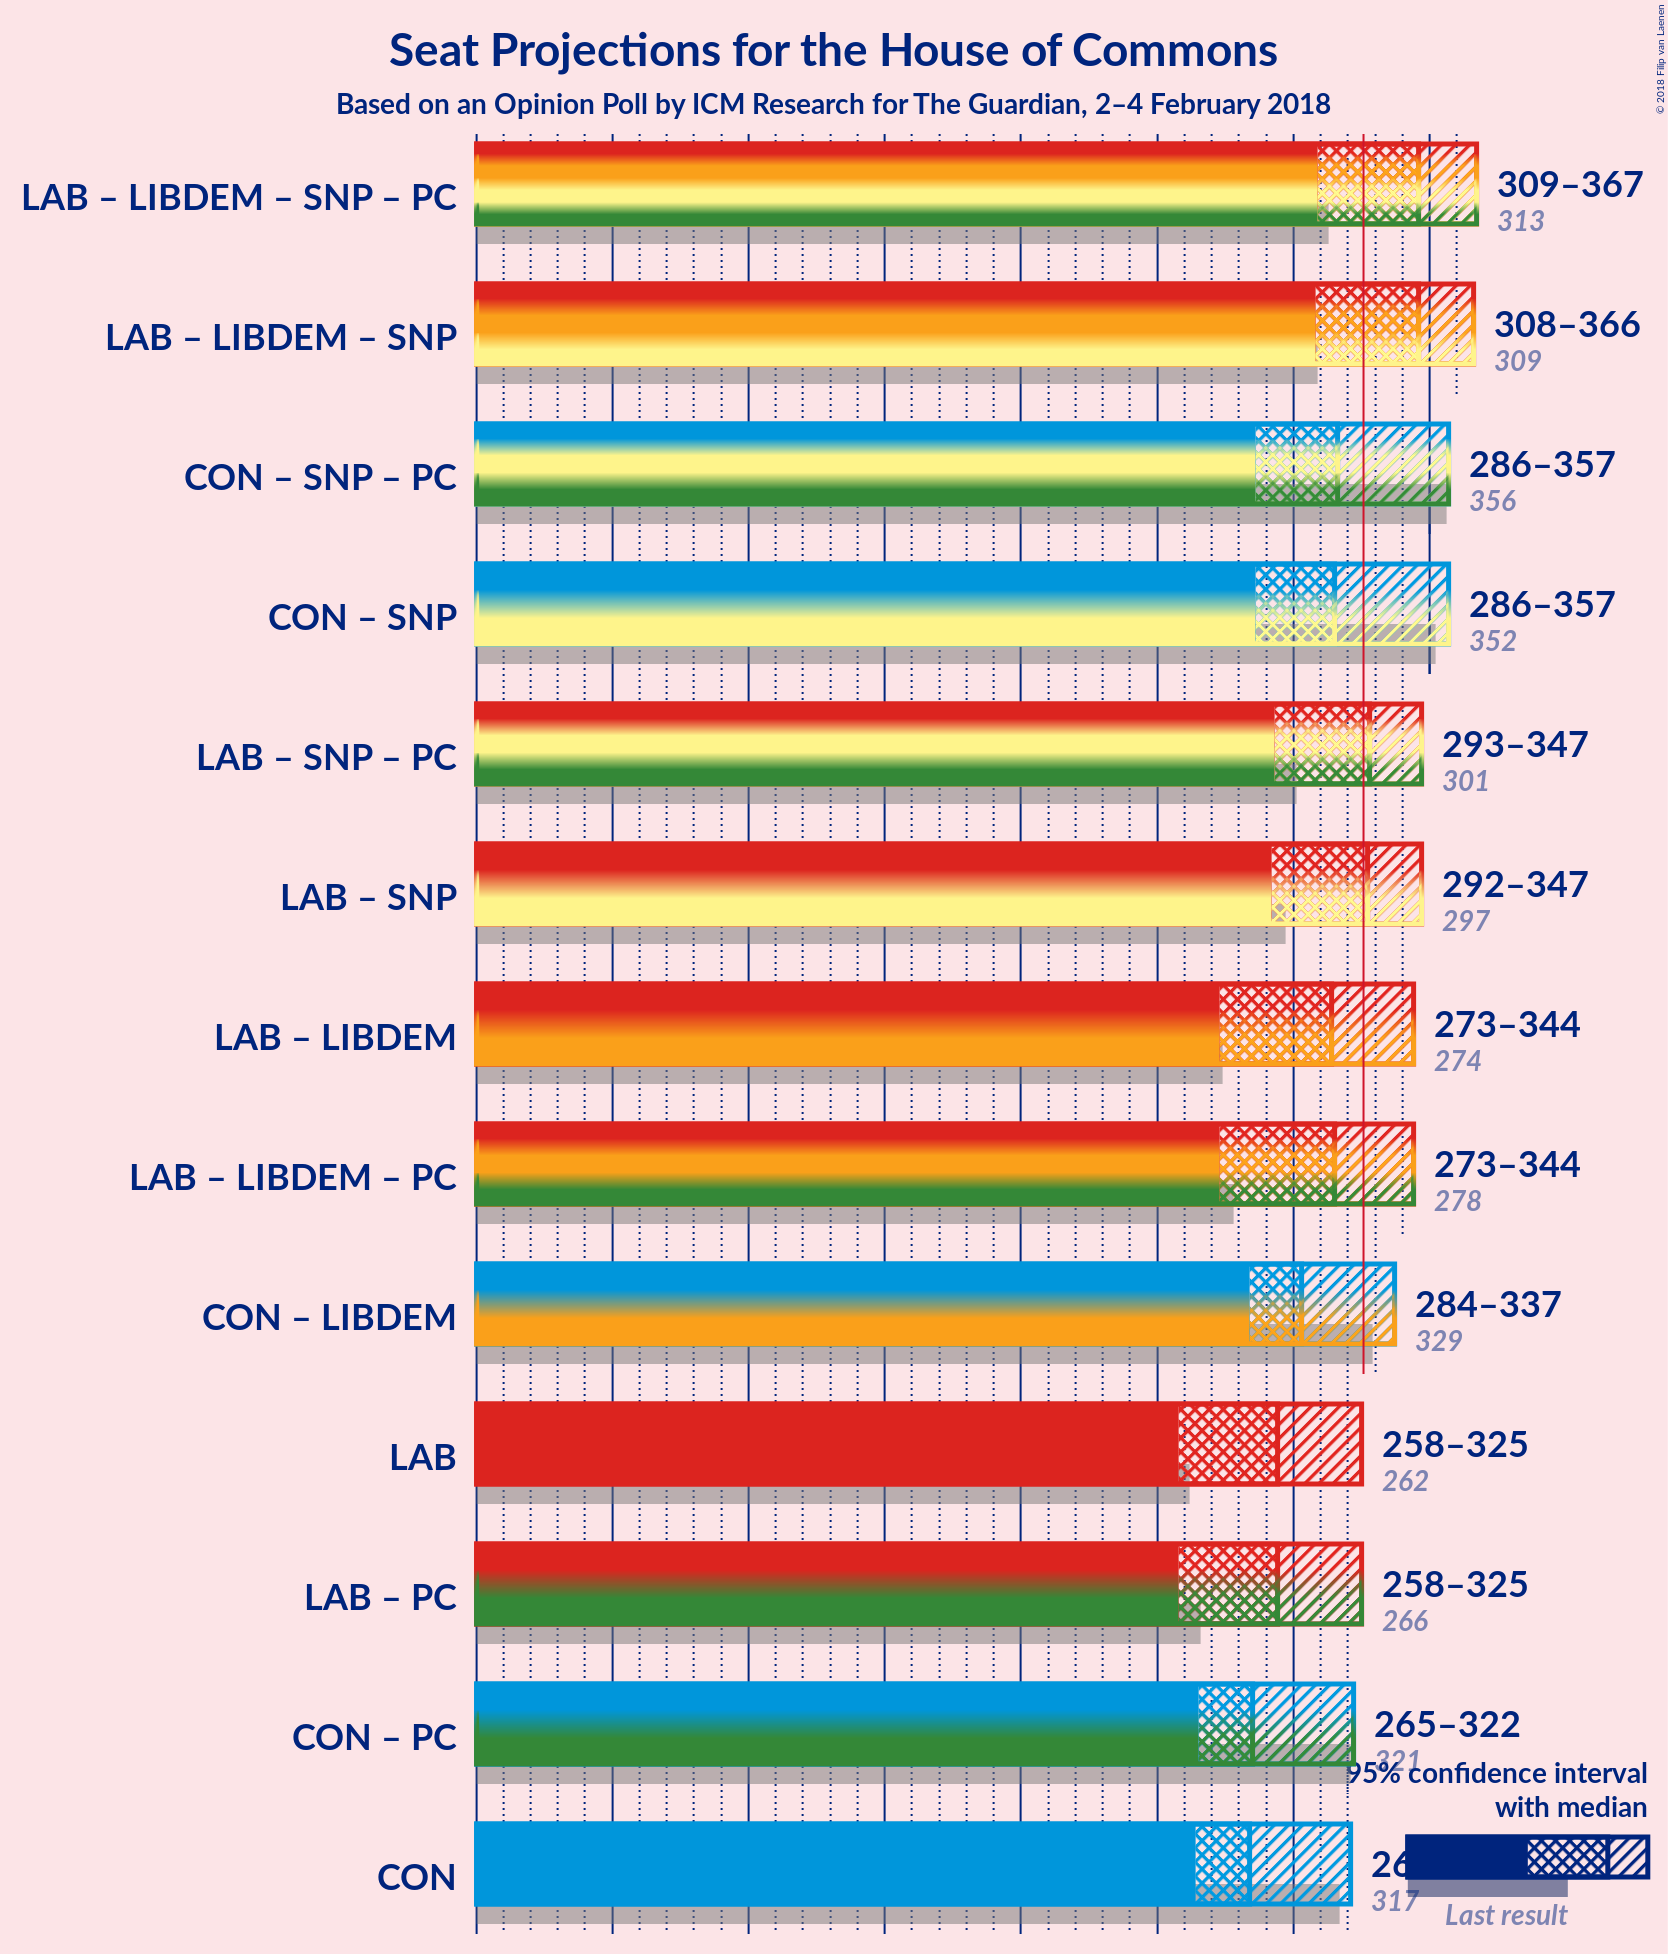 Seat Projections for the House of Commons
Based on an Opinion Poll by ICM Research for The Guardian, 2–4 February 2018
© 2018 Filip van Laenen
LAB – LIBDEM – SNP – PC
309–367
313
LAB – LIBDEM – SNP
308–366
309
CON – SNP – PC
286–357
356
CON – SNP
286–357
352
LAB – SNP – PC
293–347
301
LAB – SNP
292–347
297
LAB – LIBDEM
273–344
274
LAB – LIBDEM – PC
273–344
278
CON – LIBDEM
284–337
329
LAB
258–325
262
LAB – PC
258–325
266
CON – PC
265–322
321
95% confidence interval
with median
CON
317
Last result